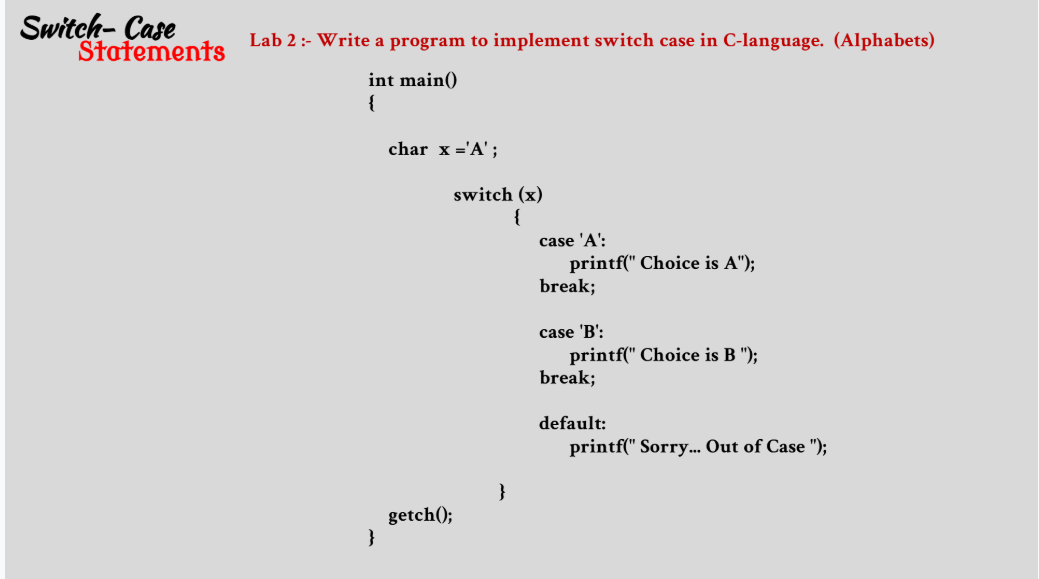 Switch- Case
Statements
Lab 2 :- Write a program to implement switch case in C-language. (Alphabets)
int main()
{
char x ='A' ;
switch (x)
{
case 'A':
printf(" Choice is A");
break;
case 'B':
printf(" Choice is B ");
break;
default:
printf(" Sorry... Out of Case ");
}
getch();
}